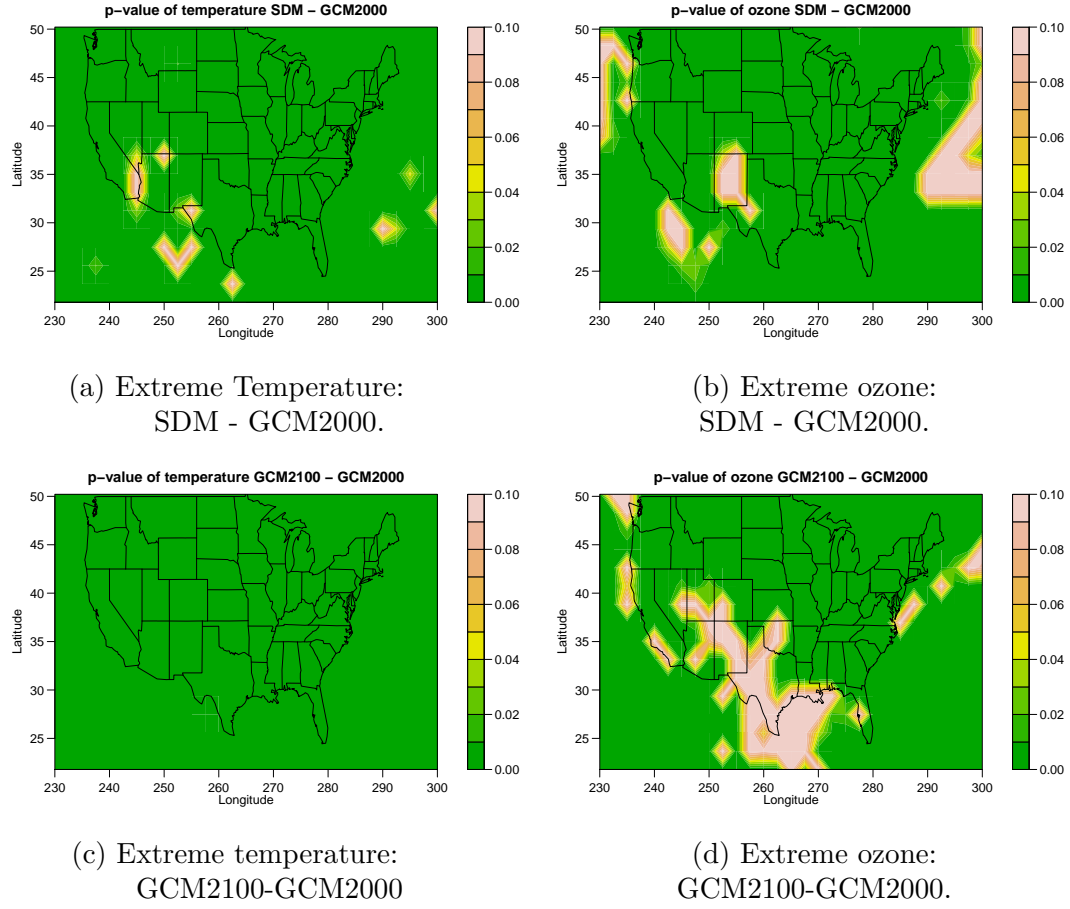 p−value of temperature SDM − GCM2000
50
45
40
35
30
25
Latitude
230 240 250 260 270 280 290 300
Longitude
0.10
0.08
0.06
0.04
0.02
0.00
(a) Extreme Temperature:
SDM - GCM2000.
p−value of ozone SDM − GCM2000
50
45
40
35
30
25
Latitude
230 240 250 260 270 280 290 300
Longitude
0.10
0.08
0.06
0.04
0.02
0.00
(b) Extreme ozone:
SDM - GCM2000.
p−value of temperature GCM2100 − GCM2000
50
45
40
35
30
25
Latitude
230 240 250 260 270 280 290 300
Longitude
0.10
0.08
0.06
0.04
0.02
0.00
(c) Extreme temperature:
GCM2100-GCM2000
p−value of ozone GCM2100 − GCM2000
50
45
40
35
30
25
Latitude
230 240 250 260 270 280 290 300
Longitude
0.10
0.08
0.06
0.04
0.02
0.00
(d) Extreme ozone:
GCM2100-GCM2000.